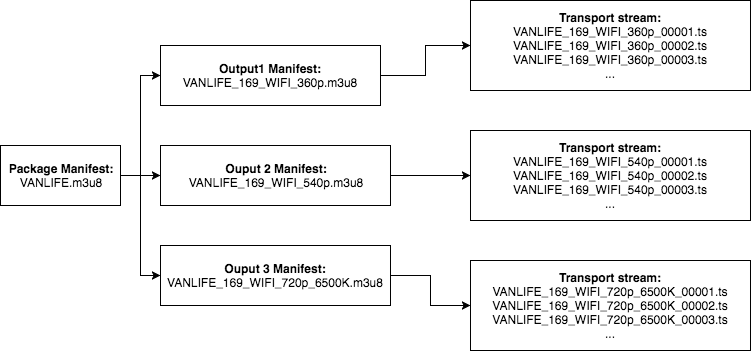 Package Manifest:
VANLIFE.m3u8
Output1 Manifest:
VANLIFE_169_WIFI_360p.m3u8
Ouput 2 Manifest:
VANLIFE_169_WIFI_540p.m3u8
Ouput 3 Manifest:
VANLIFE_169_WIFI_720p_6500K.m3u8
Transport stream:
VANLIFE_169_WIFI_360p_00001.ts
VANLIFE_169_WIFI_360p_00002.ts
VANLIFE_169_WIFI_360p_00003.ts
...
Transport stream:
VANLIFE_169_WIFI_540p_00001.ts
VANLIFE_169_WIFI_540p_00002.ts
VANLIFE_169_WIFI_540p_00003.ts
...
Transport stream:
VANLIFE_169_WIFI_720p_6500K_00001.ts
VANLIFE_169_WIFI_720p_6500K_00002.ts
VANLIFE_169_WIFI_720p_6500K_00003.ts
...